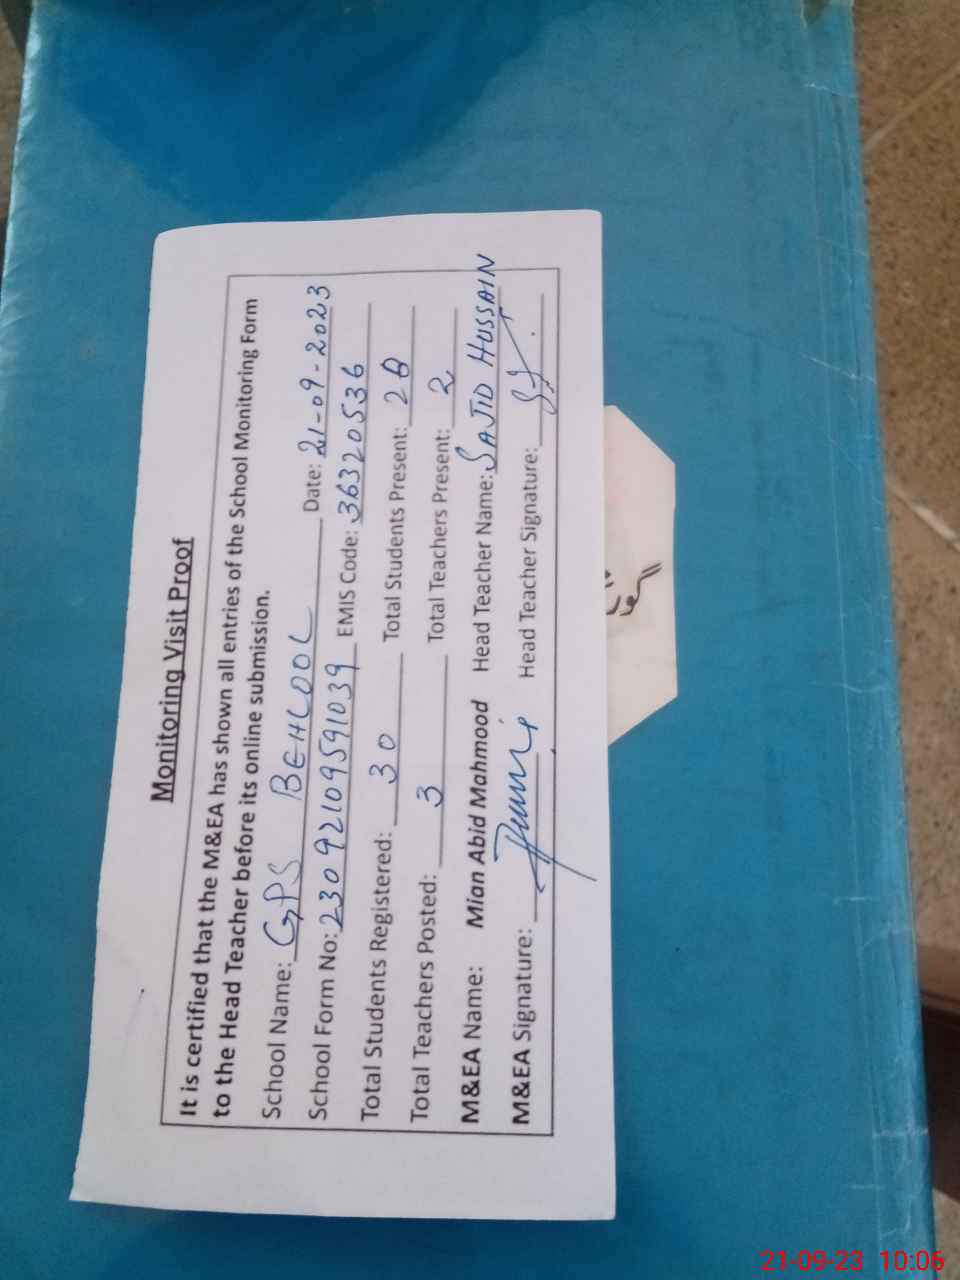 Monitoring Visit Proof
It is certified that the M&EA has shown all entries of the School Monitoring Form
to the Head Teacher before its online submission.
School Name: GPS BEHLOOL Date: 21-09-2023
School Form No: 23092109591039 EMIS Code: 36320536
Total Students Registered: 30 Total Students Present: 28
Total Teachers Posted: 3 Total Teachers Present: 2
M&EA Name: Mian Abid Mahmood Head Teacher Name: SAJID HUSSAIN
M&EA Signature: Head Teacher Signature:
گور
21-09-23 10:06